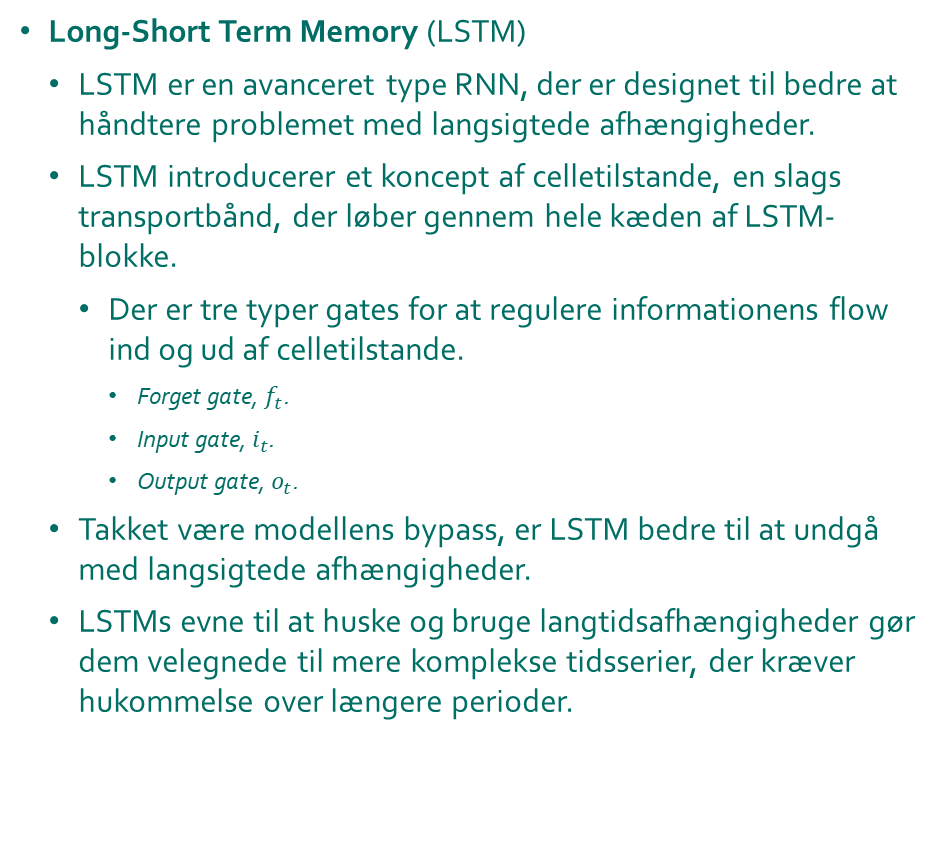 • Long-Short Term Memory (LSTM)
• LSTM er en avanceret type RNN, der er designet til bedre at
håndtere problemet med langsigtede afhængigheder.
• LSTM introducerer et koncept af celletilstande, en slags
transportbånd, der løber gennem hele kæden af LSTM-
blokke.
• Der er tre typer gates for at regulere informationens flow
ind og ud af celletilstande.
• Forget gate, fₜ.
• Input gate, iₜ.
• Output gate, oₜ.
• Takket være modellens bypass, er LSTM bedre til at undgå
med langsigtede afhængigheder.
• LSTMs evne til at huske og bruge langtidsafhængigheder gør
dem velegnede til mere komplekse tidsserier, der kræver
hukommelse over længere perioder.